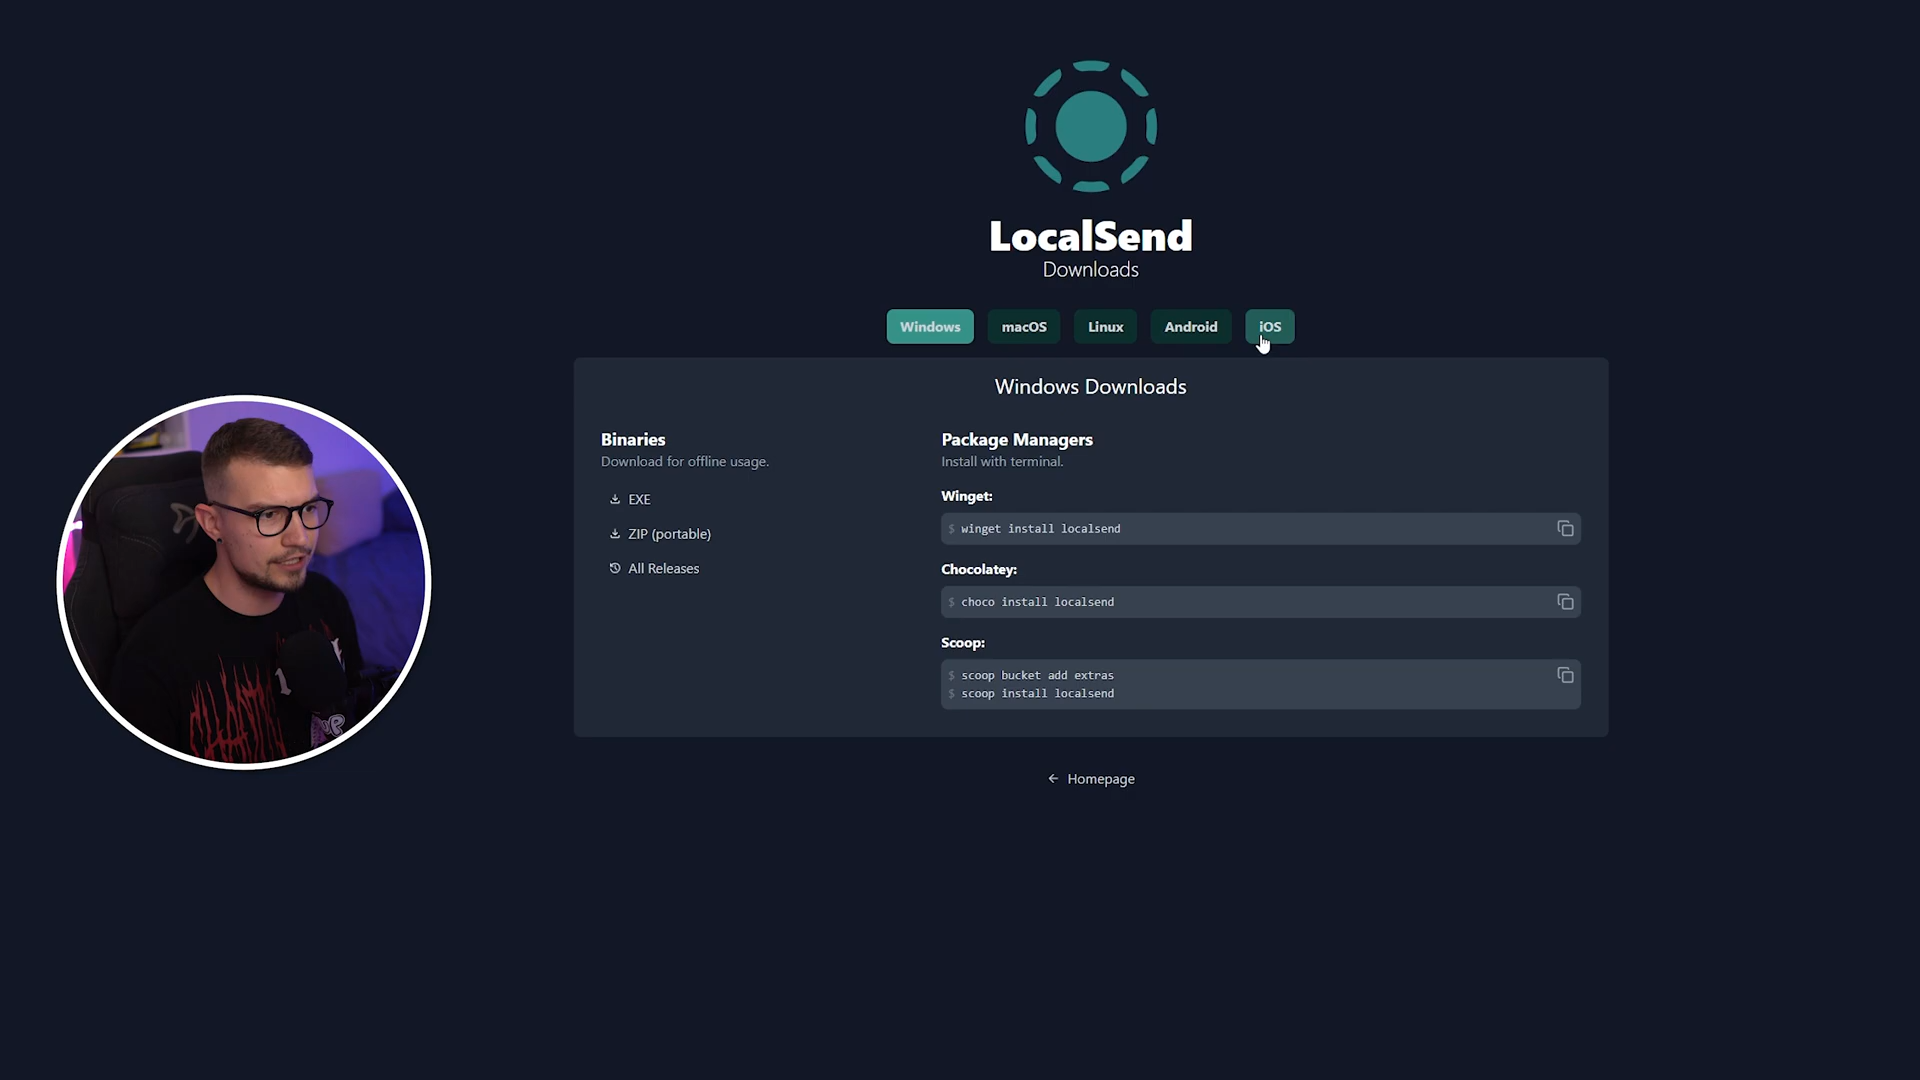 LocalSend
Downloads
Windows
macOS
Linux
Android
iOS
Windows Downloads
Binaries
Download for offline usage.
EXE
ZIP (portable)
All Releases
Package Managers
Install with terminal.
Winget:
$ winget install localsend
Chocolatey:
$ choco install localsend
Scoop:
$ scoop bucket add extras
$ scoop install localsend
← Homepage